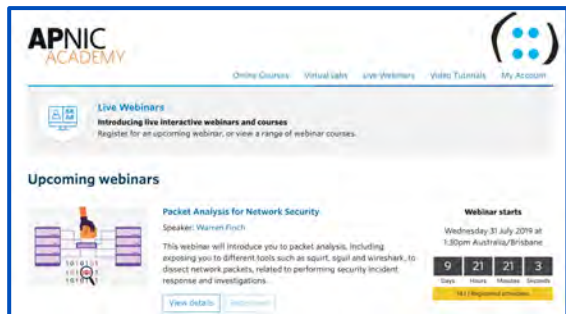 APNIC
ACADEMY
Online Courses Virtual Labs Live Webinars Video Tutorials My Account
Live Webinars
Introducing live interactive webinars and courses
Register for an upcoming webinar, or view a range of webinar courses.
Upcoming webinars
Packet Analysis for Network Security
Speaker: Warren Finch
This webinar will introduce you to packet analysis, including
exposing you to different tools such as squirt, sguil and wireshark, to
dissect network packets, related to performing security incident
response and investigations.
View details
Webinar starts
Wednesday 31 July 2019 at
1:30pm Australia/Brisbane
9 21 21 3
Days Hours Minutes Seconds
101011
101
1010